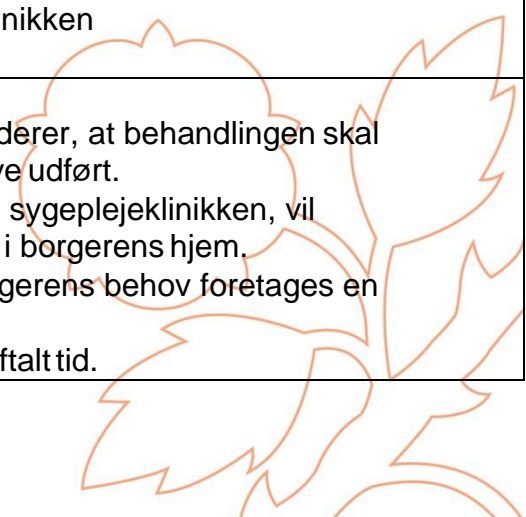 nikken
derer, at behandlingen skal
ve udført.
sygeplejeklinikken, vil
i borgerens hjem.
gerens behov foretages en
ftalt tid.